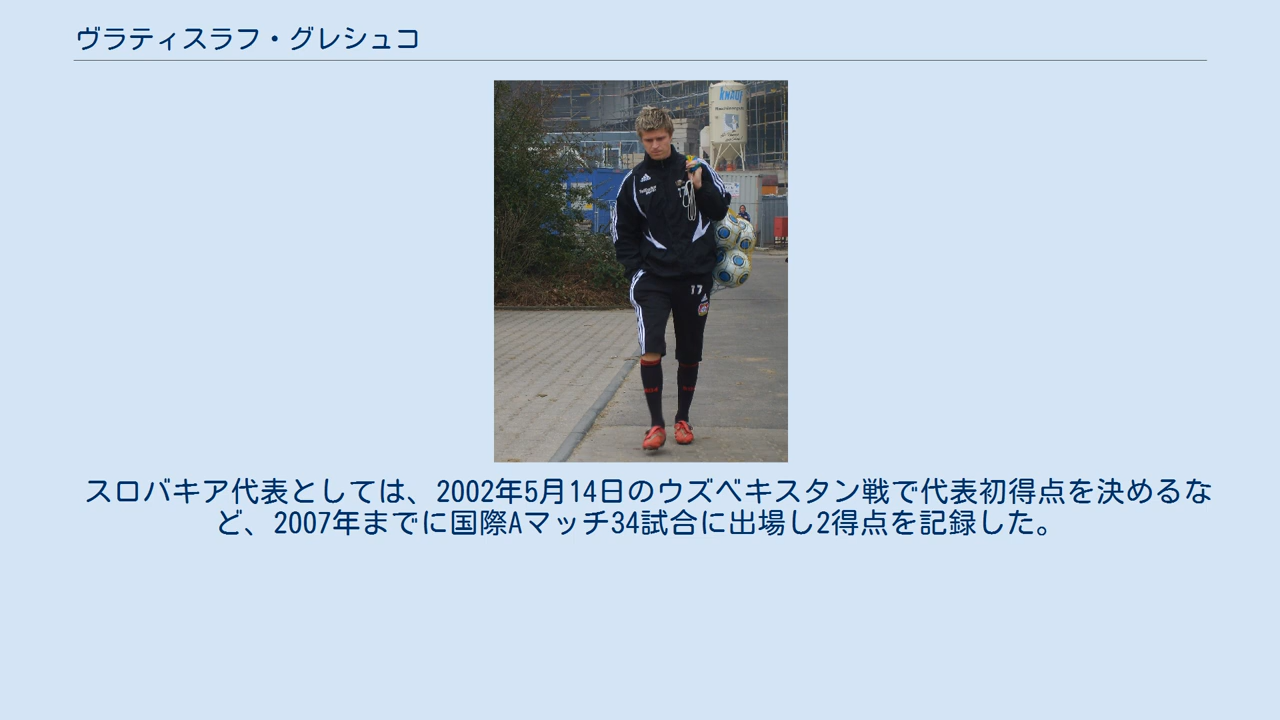 ヴラティスラフ・グレシュコ
KNAUF
17
スロバキア代表としては、2002年5月14日のウズベキスタン戦で代表初得点を決めるな
ど、2007年までに国際Aマッチ34試合に出場し2得点を記録した。